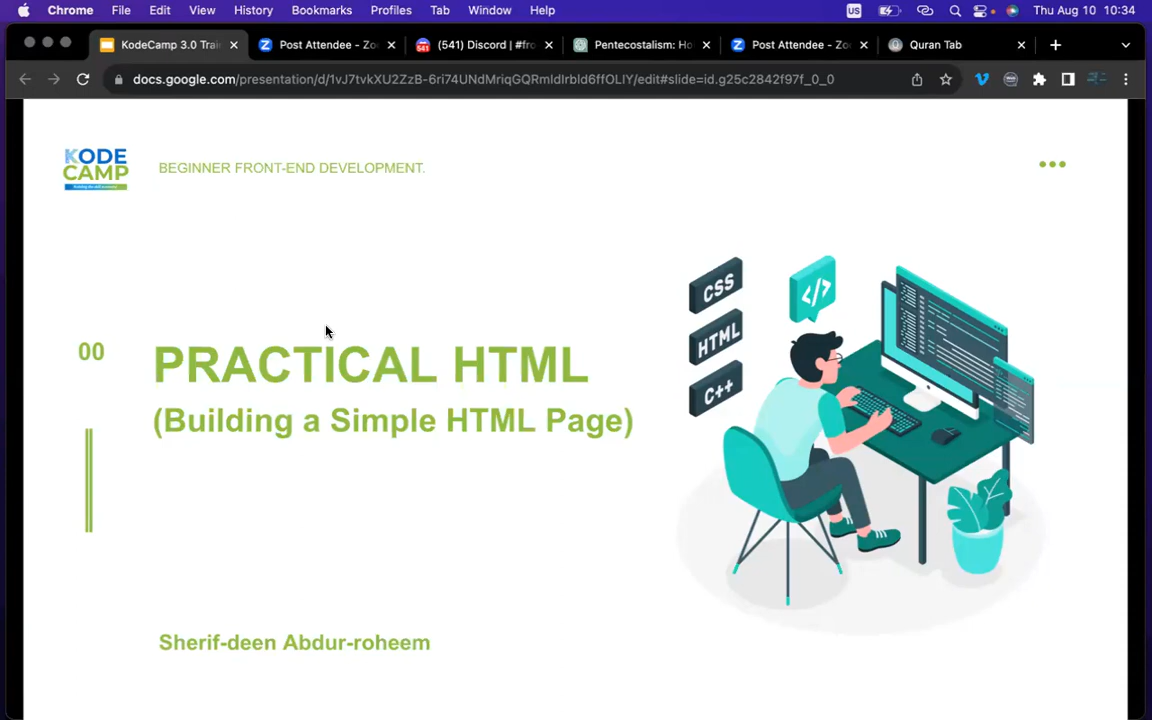 Chrome File Edit View History Bookmarks Profiles Tab Window Help US Thu Aug 10 10:34
KodeCamp 3.0 Trai Post Attendee - Zo (541) Discord | #fro Pentecostalism: Ho Post Attendee - Zo Quran Tab
docs.google.com/presentation/d/1vJ7tvkXU2ZzB-6ri74UNdMriqGQRmldIrbld6ffOLIY/edit#slide=id.g25c2842f97f_0_0
KODE
CAMP
BEGINNER FRONT-END DEVELOPMENT.
CSS
</>
HTML
C++
00
PRACTICAL HTML
(Building a Simple HTML Page)
Sherif-deen Abdur-roheem